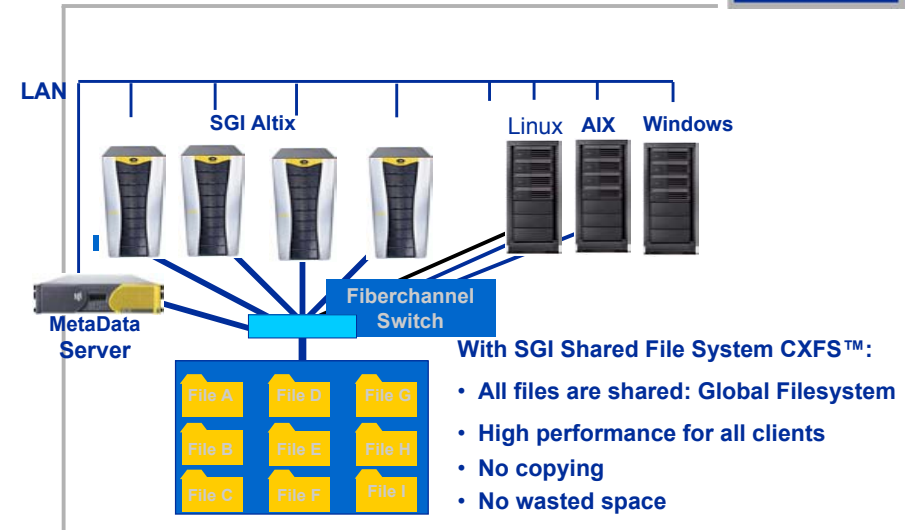 LAN
SGI Altix
Linux AIX Windows
MetaData
Server
Fiberchannel
Switch
File A File D File G
File B File E File H
File C File F File I
With SGI Shared File System CXFS™:
• All files are shared: Global Filesystem
• High performance for all clients
• No copying
• No wasted space